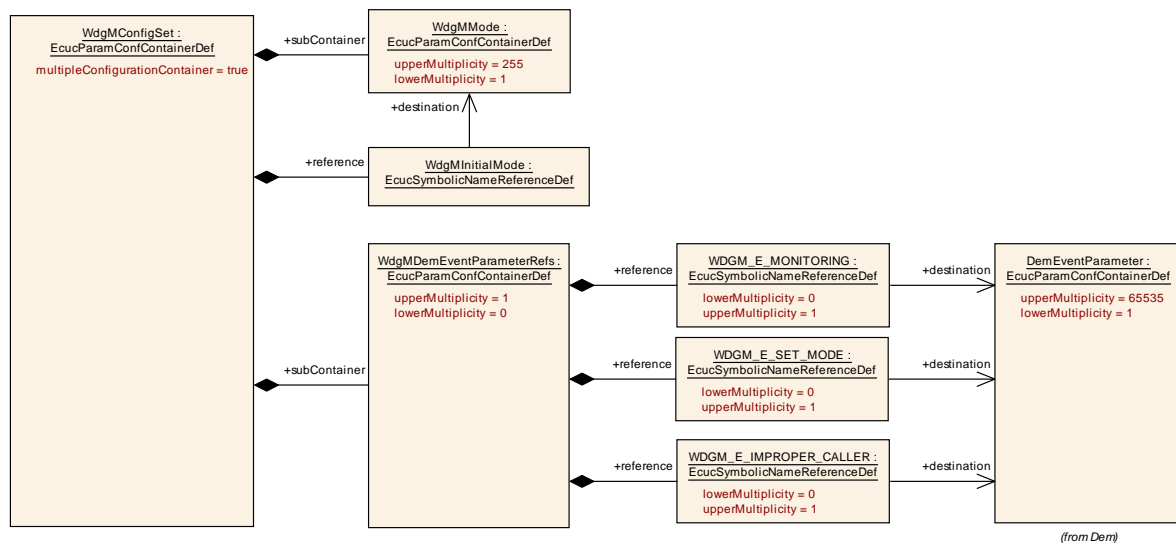 WdgMConfigSet :
EcucParamConfContainerDef
multipleConfigurationContainer = true
+subContainer
WdgMMode :
EcucParamConfContainerDef
upperMultiplicity = 255
lowerMultiplicity = 1
+destination
+reference
WdgMInitialMode :
EcucSymbolicNameReferenceDef
+subContainer
WdgMDemEventParameterRefs :
EcucParamConfContainerDef
upperMultiplicity = 1
lowerMultiplicity = 0
+reference
WDGM_E_MONITORING :
EcucSymbolicNameReferenceDef
lowerMultiplicity = 0
upperMultiplicity = 1
+destination
+reference
WDGM_E_SET_MODE :
EcucSymbolicNameReferenceDef
lowerMultiplicity = 0
upperMultiplicity = 1
+destination
+reference
WDGM_E_IMPROPER_CALLER :
EcucSymbolicNameReferenceDef
lowerMultiplicity = 0
upperMultiplicity = 1
+destination
DemEventParameter :
EcucParamConfContainerDef
upperMultiplicity = 65535
lowerMultiplicity = 1
(from Dem)